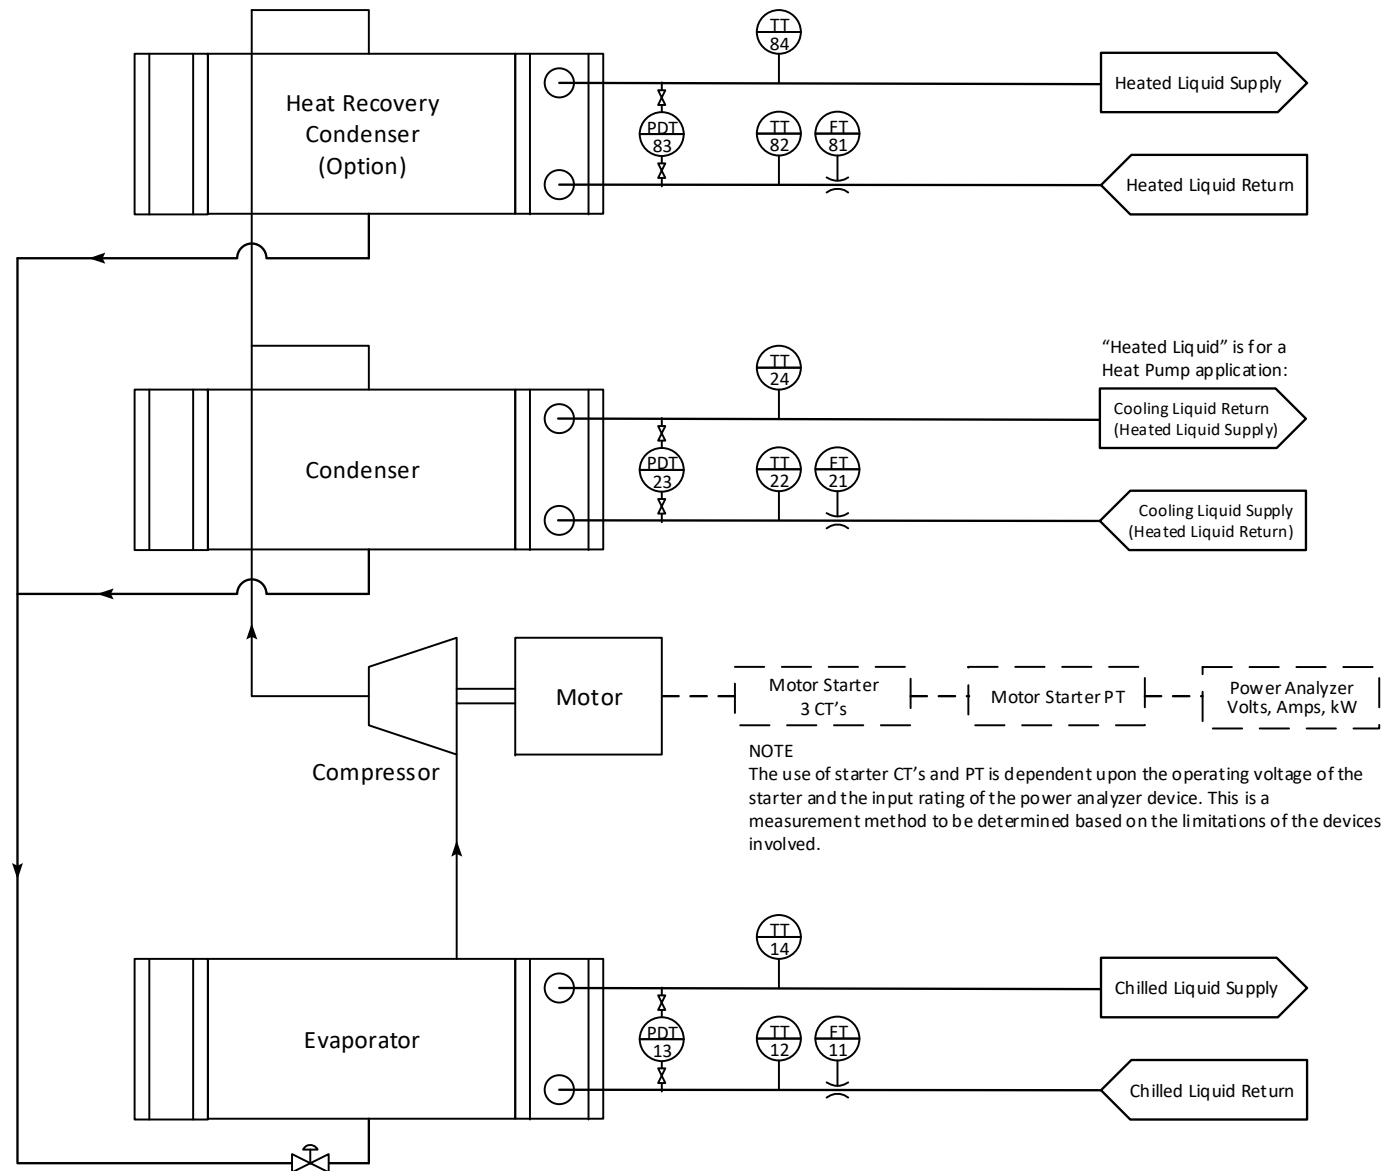 TT
84
Heated Liquid Supply
Heat Recovery
Condenser
(Option)
PDT
83
TT
82
FT
81
Heated Liquid Return
"Heated Liquid" is for a
Heat Pump application:
TT
24
Cooling Liquid Return
(Heated Liquid Supply)
Condenser
PDT
23
TT
22
FT
21
Cooling Liquid Supply
(Heated Liquid Return)
Motor
Motor Starter
3 CT's
Motor Starter PT
Power Analyzer
Volts, Amps, kW
Compressor
NOTE
The use of starter CT's and PT is dependent upon the operating voltage of the
starter and the input rating of the power analyzer device. This is a
measurement method to be determined based on the limitations of the devices
involved.
TT
14
Chilled Liquid Supply
Evaporator
PDT
13
TT
12
FT
11
Chilled Liquid Return